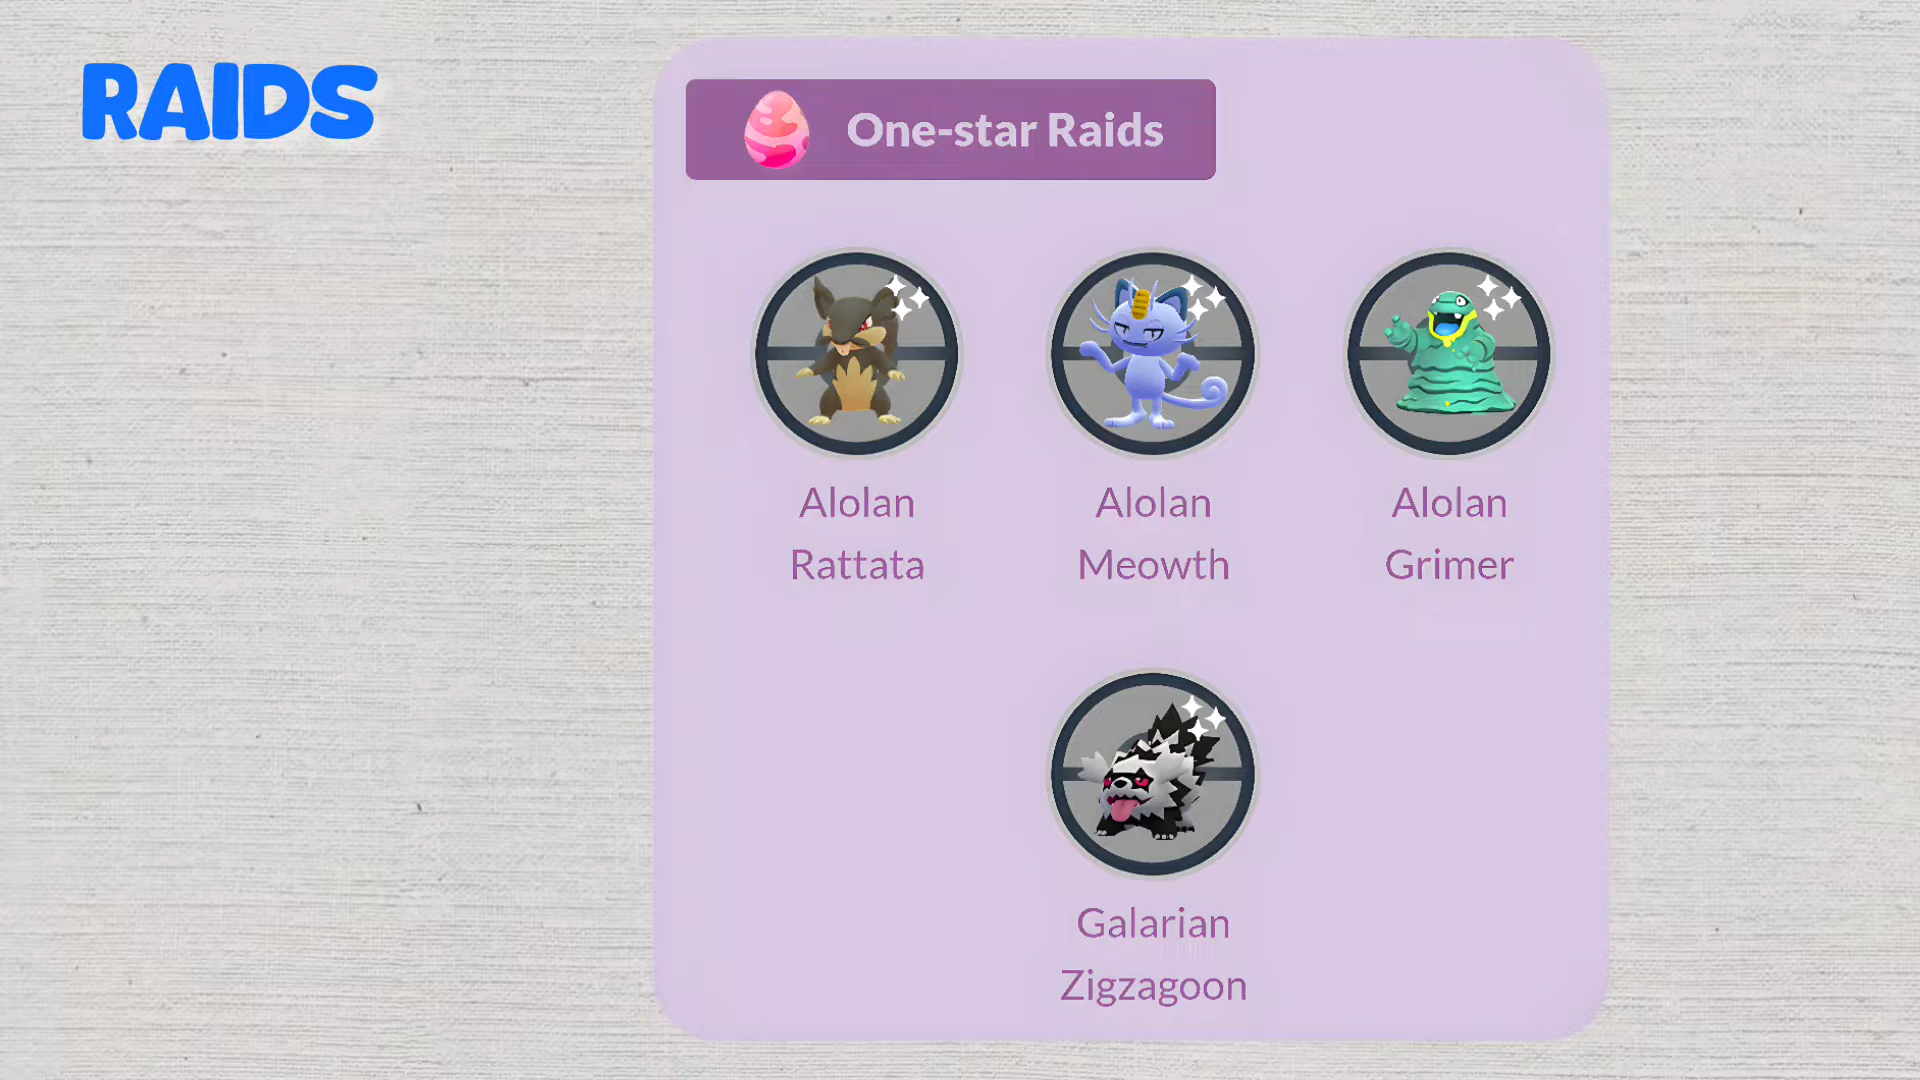 RAIDS
One-star Raids
Alolan
Rattata
Alolan
Meowth
Alolan
Grimer
Galarian
Zigzagoon